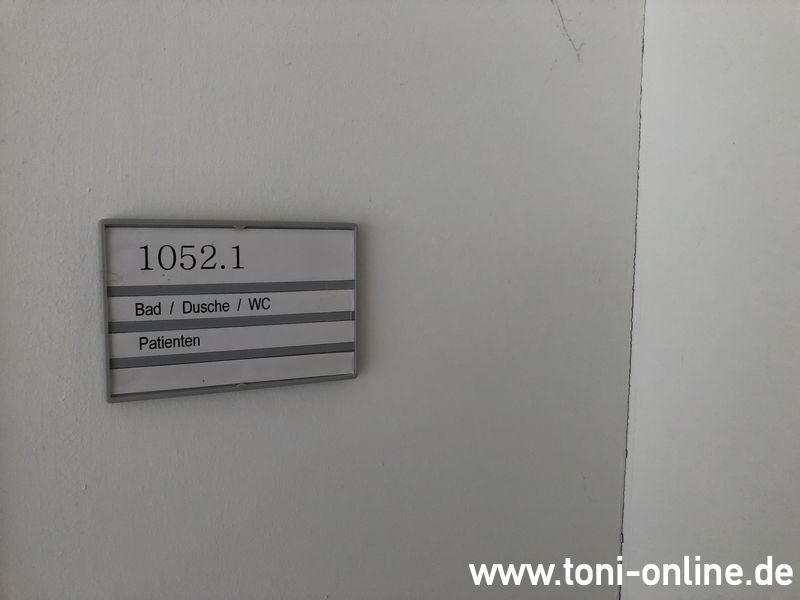 1052.1
Bad / Dusche / WC
Patienten
www.toni-online.de